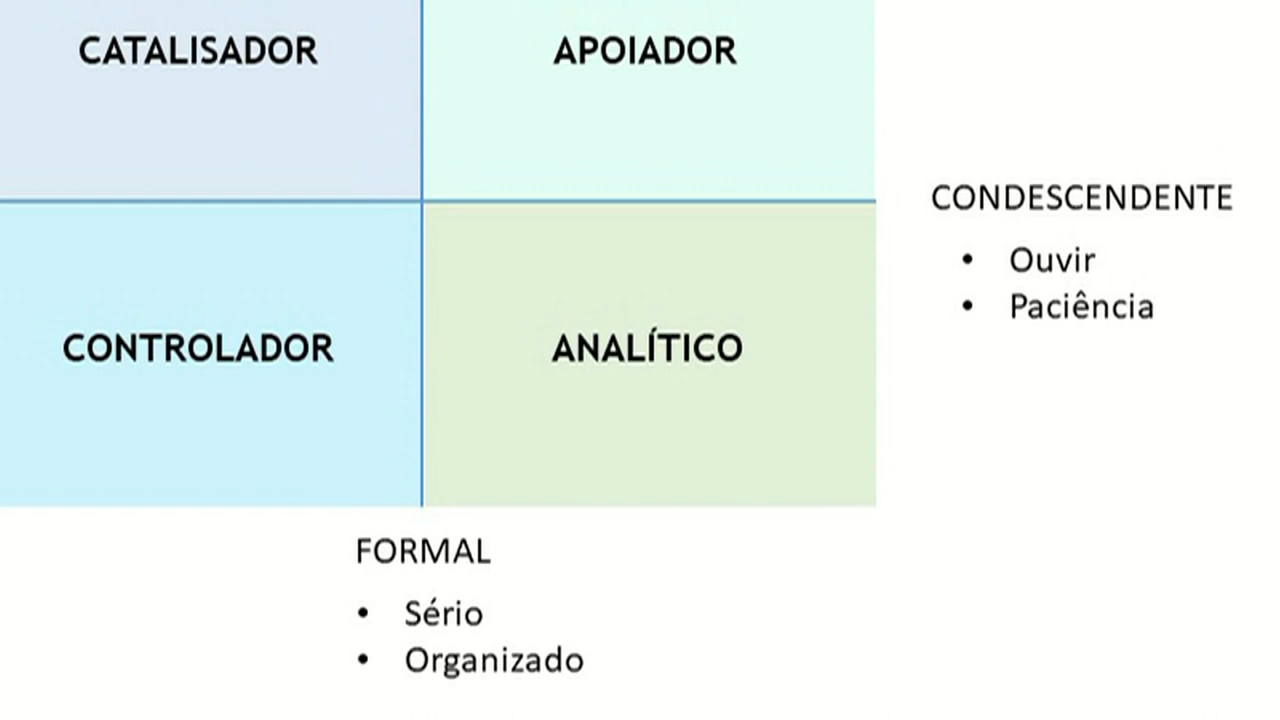 CATALISADOR
APOIADOR
CONDESCENDENTE
• Ouvir
• Paciência
CONTROLADOR
ANALÍTICO
FORMAL
• Sério
• Organizado